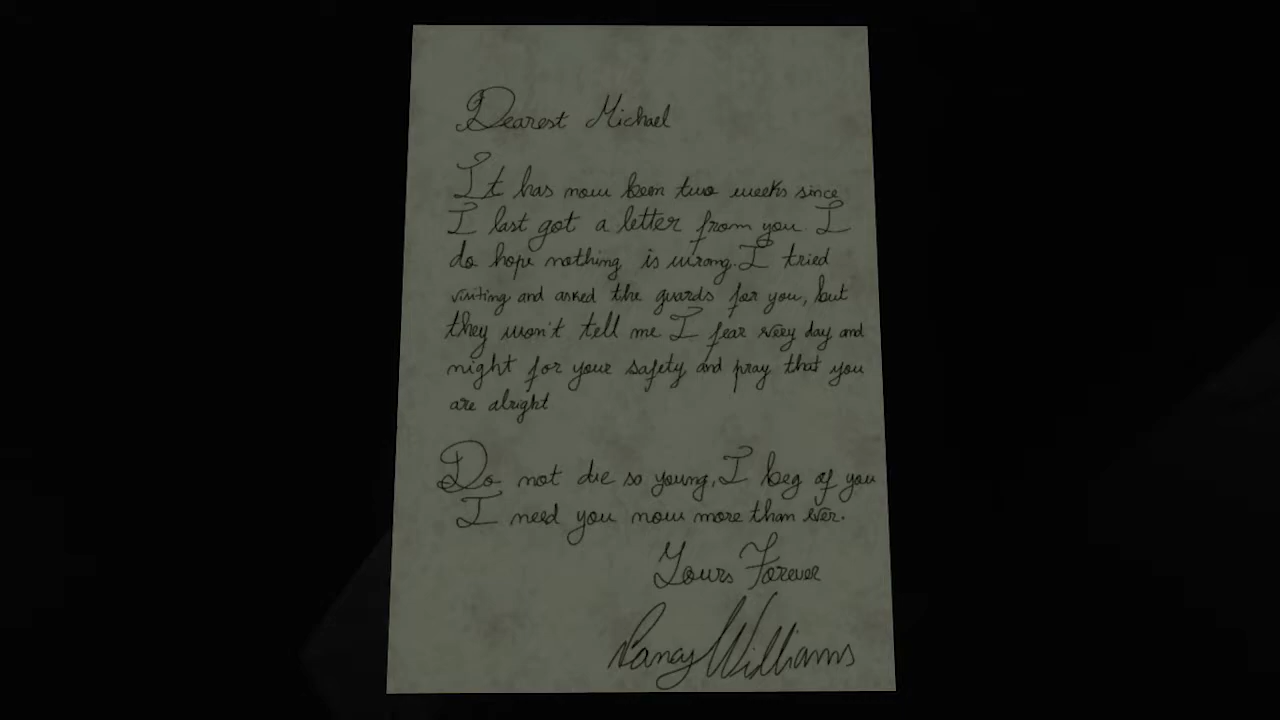 Dearest Michael
It has now been two weeks since
I last got a letter from you. I
do hope nothing is wrong. I tried
visiting and asked the guards for you, but
they won't tell me I fear every day and
night for your safety and pray that you
are alright
Do not die so young, I beg of you
I need you now more than ever.
Yours Forever
Nancy Williams